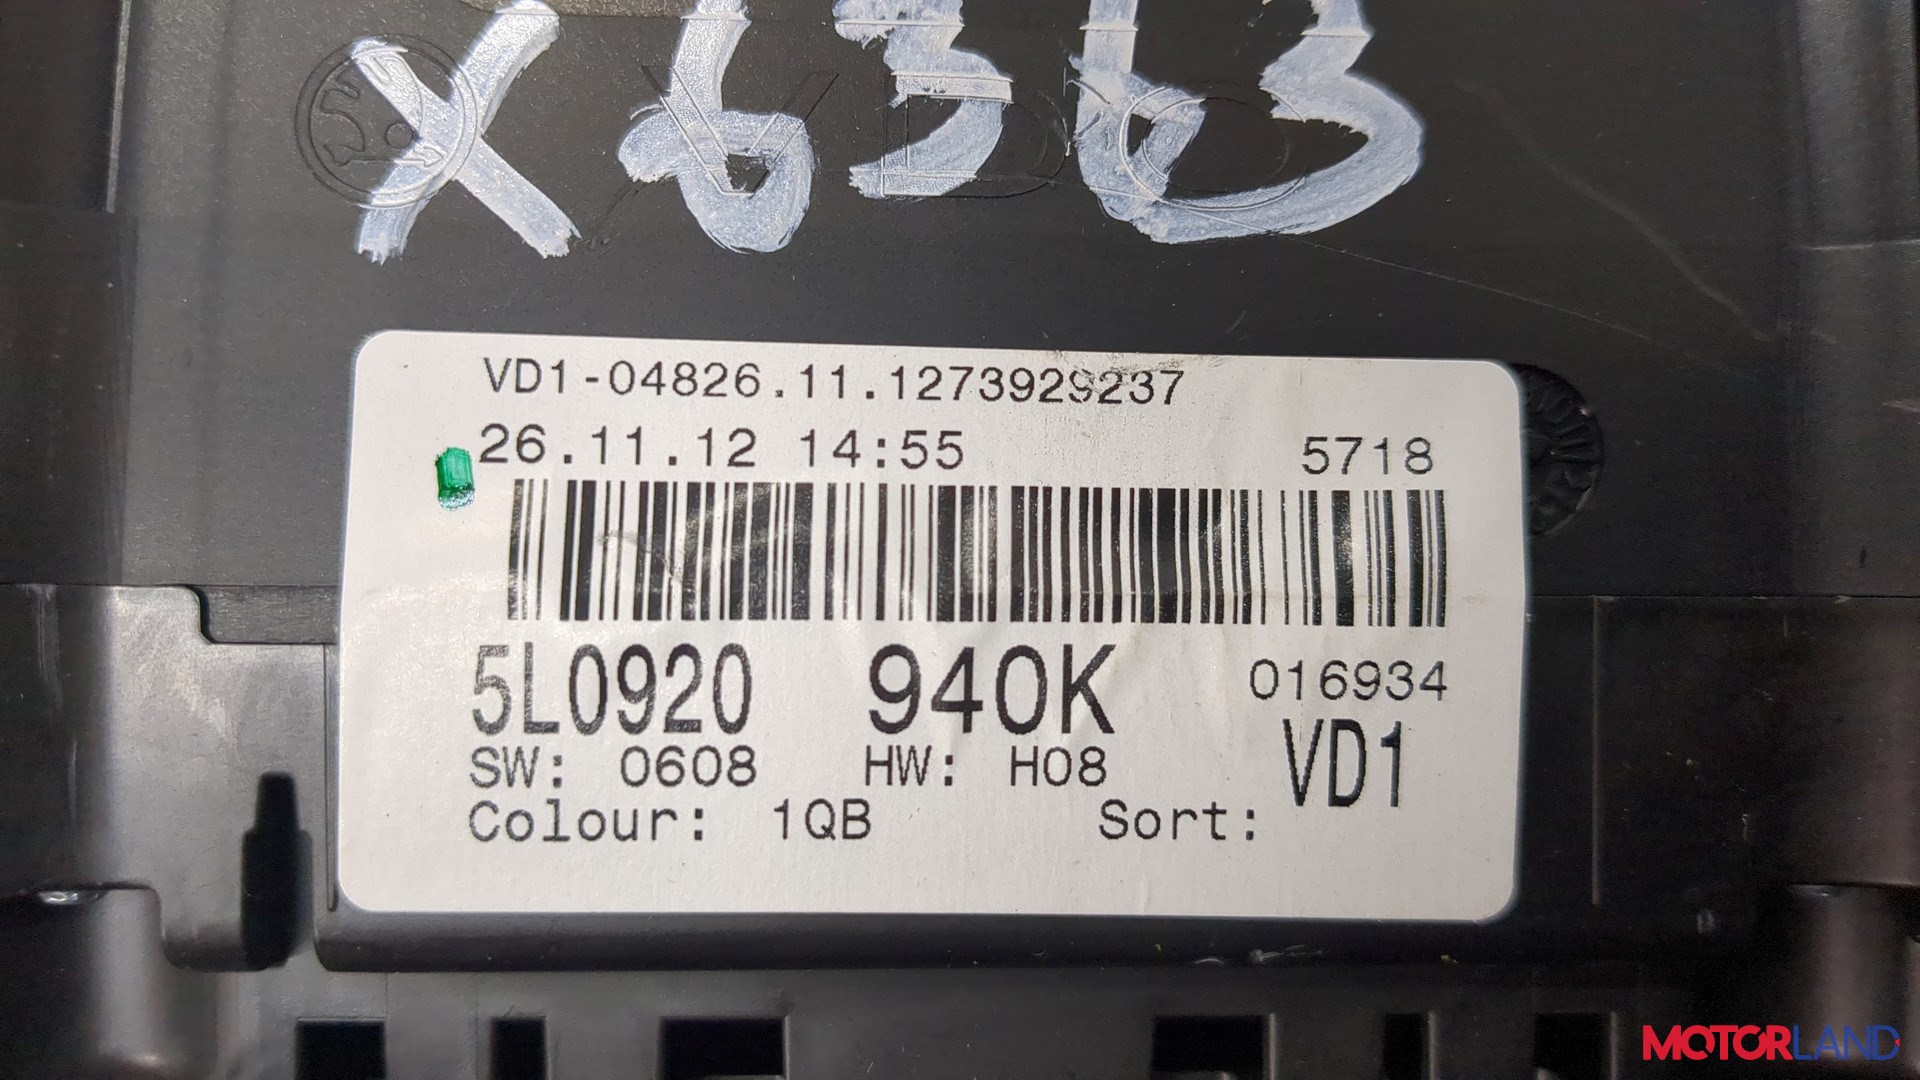 X6363
VDO
VD1-04826.11.1273929237
26.11.12 14:55 5718
5L0920 940K 016934
SW: 0608 HW: H08 VD1
Colour: 1QB Sort:
MOTORLAND